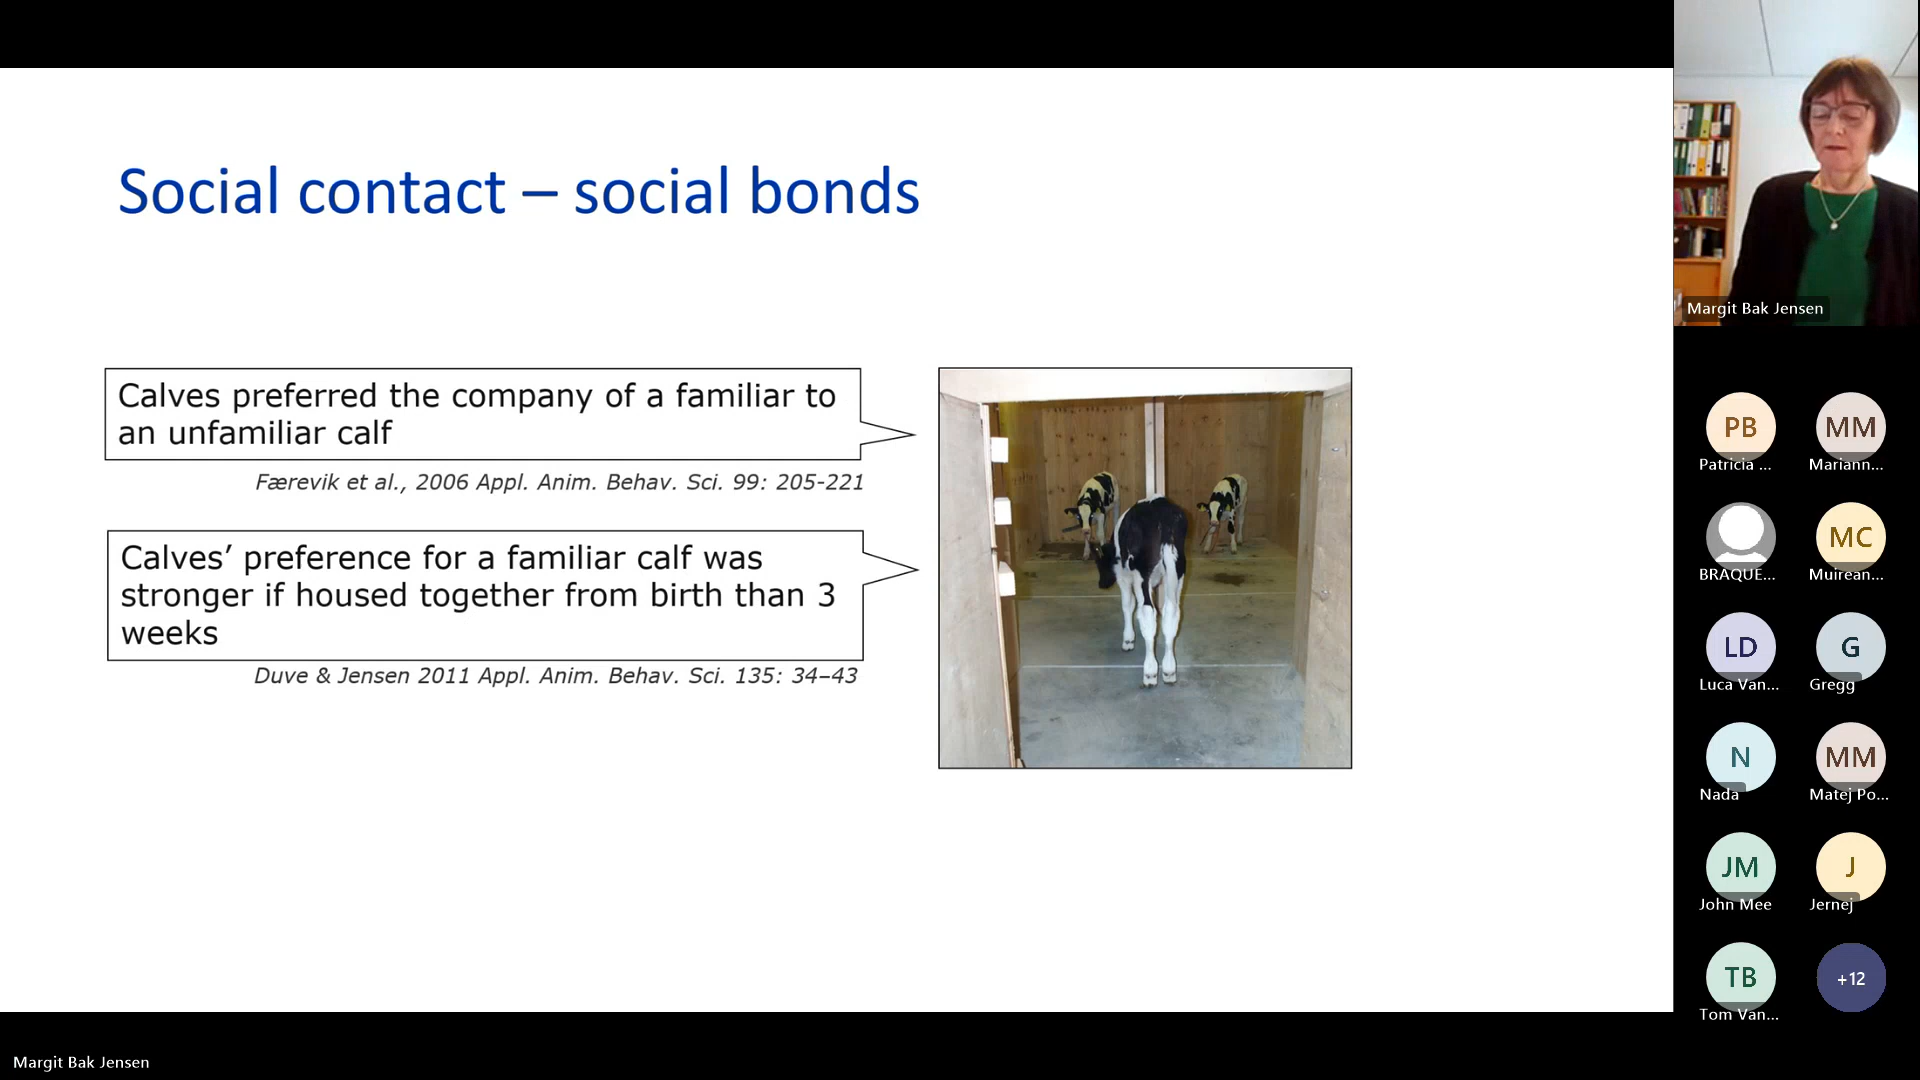 Social contact – social bonds
Calves preferred the company of a familiar to
an unfamiliar calf
Færevik et al., 2006 Appl. Anim. Behav. Sci. 99: 205-221
Calves’ preference for a familiar calf was
stronger if housed together from birth than 3
weeks
Duve & Jensen 2011 Appl. Anim. Behav. Sci. 135: 34–43
Margit Bak Jensen
PB
MM
Patricia ...
Mariann...
MC
BRAQUE...
Muirean...
LD
G
Luca Van...
Gregg
N
MM
Nada
Matej Po...
JM
J
John Mee
Jernej
TB
+12
Tom Van...
Margit Bak Jensen